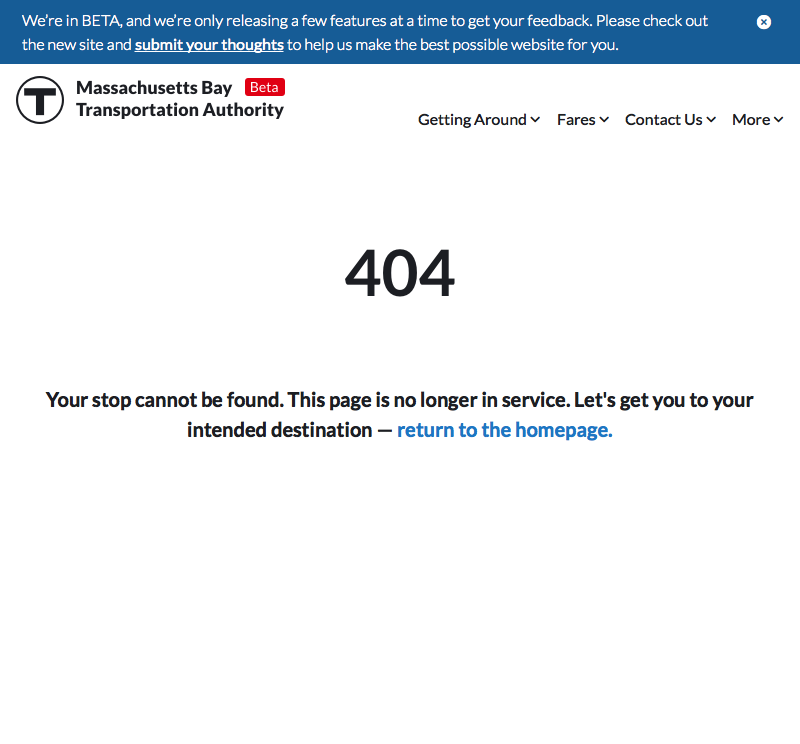 We're in BETA, and we're only releasing a few features at a time to get your feedback. Please check out
the new site and submit your thoughts to help us make the best possible website for you.
T
Massachusetts Bay Beta
Transportation Authority
Getting Around Fares Contact Us More
404
Your stop cannot be found. This page is no longer in service. Let's get you to your
intended destination — return to the homepage.